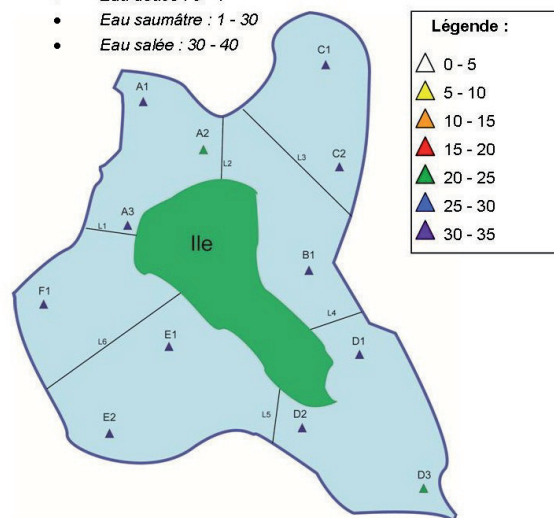 • Eau saumâtre : 1 - 30
• Eau salée : 30 - 40
Légende :
0 - 5
5 - 10
10 - 15
15 - 20
20 - 25
25 - 30
30 - 35
C1
A1
A2
L2
L3
C2
A3
L1
Ile
B1
F1
L4
E1
L6
D1
L5
D2
E2
D3